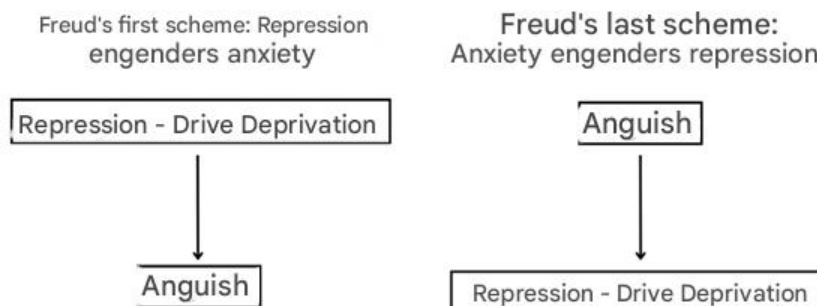 Freud's first scheme: Repression
engenders anxiety
Repression - Drive Deprivation
Anguish
Freud's last scheme:
Anxiety engenders repression
Anguish
Repression - Drive Deprivation